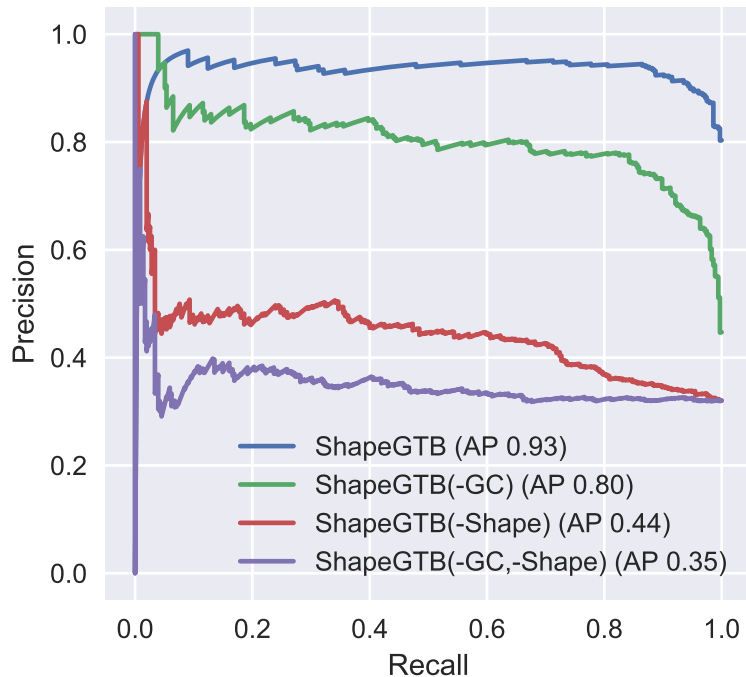 1.0
0.8
0.6
0.4
0.2
0.0
Precision
ShapeGTB (AP 0.93)
ShapeGTB(-GC) (AP 0.80)
ShapeGTB(-Shape) (AP 0.44)
ShapeGTB(-GC,-Shape) (AP 0.35)
0.0 0.2 0.4 0.6 0.8 1.0
Recall